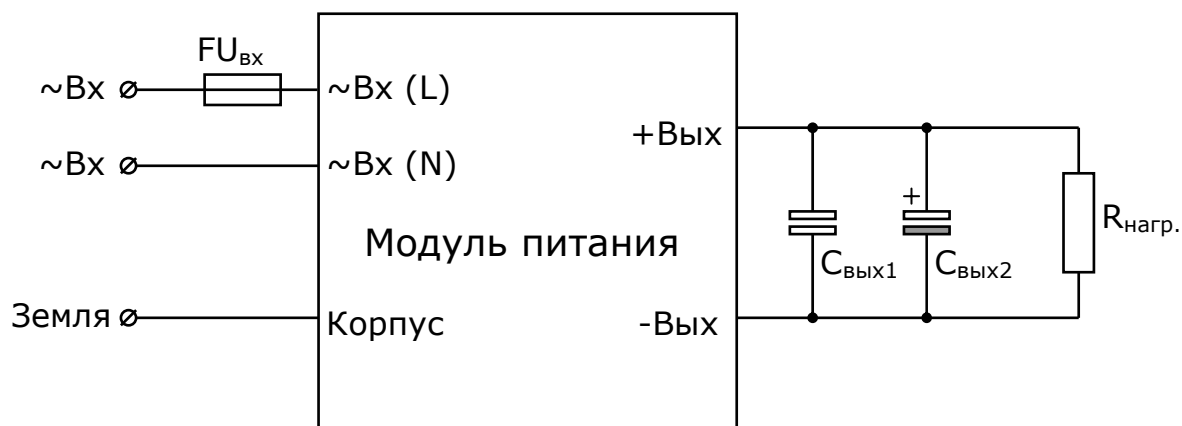 FUвх
~Вх
~Вх (L)
+Вых
~Вх
~Вх (N)
+
Rнагр.
Модуль питания
Cвых1
Cвых2
Земля
Корпус
-Вых